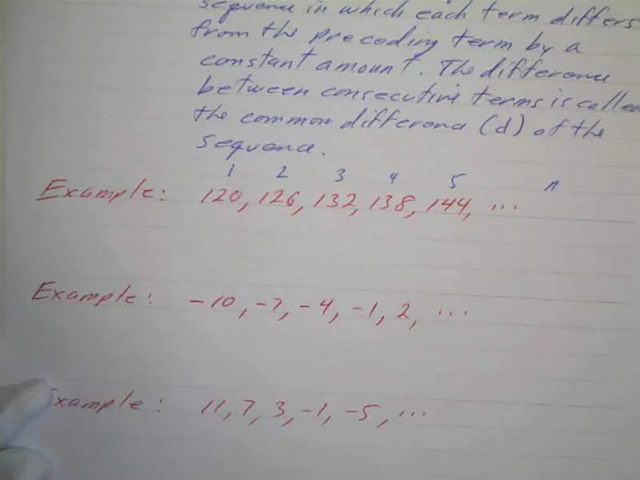 sequence in which each term differs
from the preceding term by a
constant amount. The difference
between consecutive terms is called
the common difference (d) of the
sequence.
1 2 3 4 5 n
Example: 120, 126, 132, 138, 144, ...
Example: -10, -7, -4, -1, 2, ...
Example: 11, 7, 3, -1, -5, ...